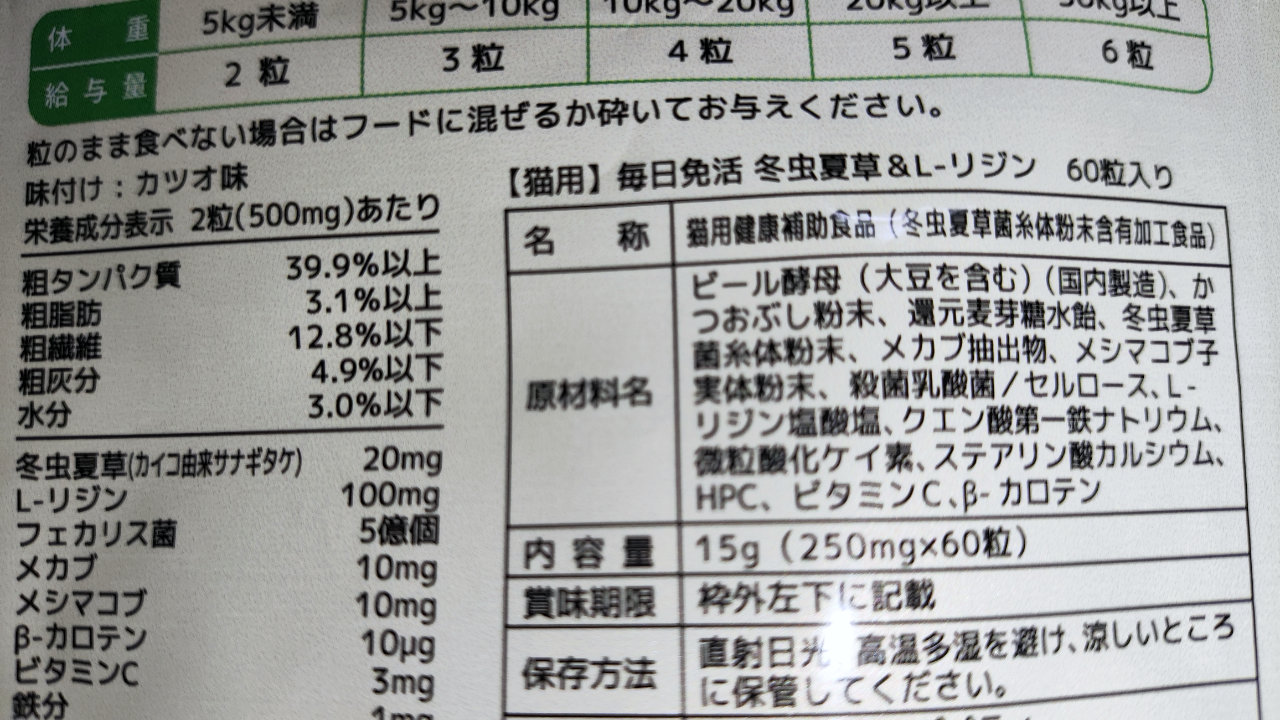 体 重 5kg未満 5kg〜10kg 10kg〜20kg 20kg以上 30kg以上
給与量 2粒 3粒 4粒 5粒 6粒
粒のまま食べない場合はフードに混ぜるか砕いてお与えください。
味付け：カツオ味
栄養成分表示 2粒(500mg)あたり
粗タンパク質 39.9%以上
粗脂肪 3.1%以上
粗繊維 12.8%以下
粗灰分 4.9%以下
水分 3.0%以下
冬虫夏草(カイコ由来サナギタケ) 20mg
L-リジン 100mg
フェカリス菌 5億個
メカブ 10mg
メシマコブ 10mg
β-カロテン 10μg
ビタミンC 3mg
鉄分 1mg
【猫用】毎日免活 冬虫夏草＆L-リジン 60粒入り
名 称 猫用健康補助食品（冬虫夏草菌糸体粉末含有加工食品）
原材料名 ビール酵母（大豆を含む）（国内製造）、か
つおぶし粉末、還元麦芽糖水飴、冬虫夏草
菌糸体粉末、メカブ抽出物、メシマコブ子
実体粉末、殺菌乳酸菌／セルロース、L-
リジン塩酸塩、クエン酸第一鉄ナトリウム、
微粒酸化ケイ素、ステアリン酸カルシウム、
HPC、ビタミンC、β-カロテン
内容量 15g（250mg×60粒）
賞味期限 枠外左下に記載
保存方法 直射日光 高温多湿を避け、涼しいところ
に保管してください。